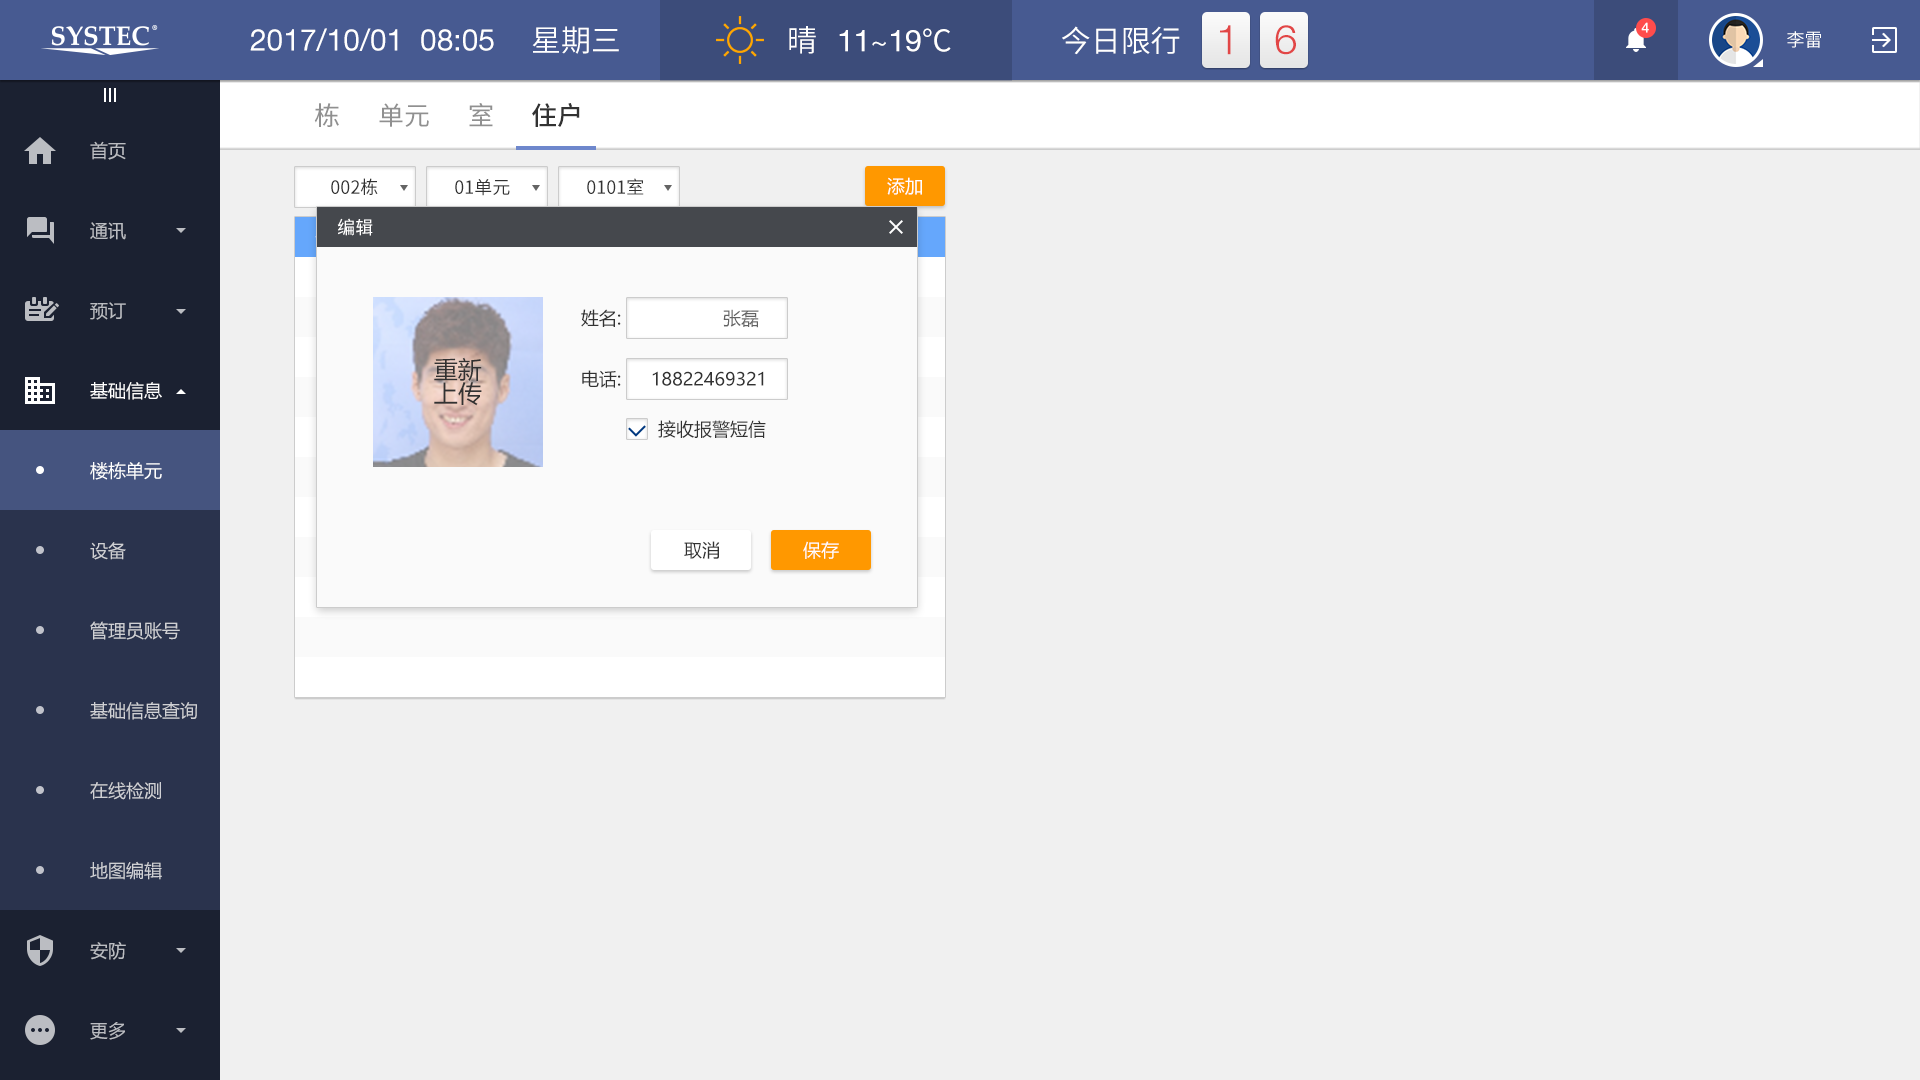 SYSTEC®
2017/10/01 08:05 星期三
晴 11~19℃
今日限行 1 6
4
李雷
首页
通讯
预订
基础信息
楼栋单元
设备
管理员账号
基础信息查询
在线检测
地图编辑
安防
更多
栋 单元 室 住户
002栋 01单元 0101室 添加
编辑
重新
上传
姓名: 张磊
电话: 18822469321
接收报警短信
取消 保存